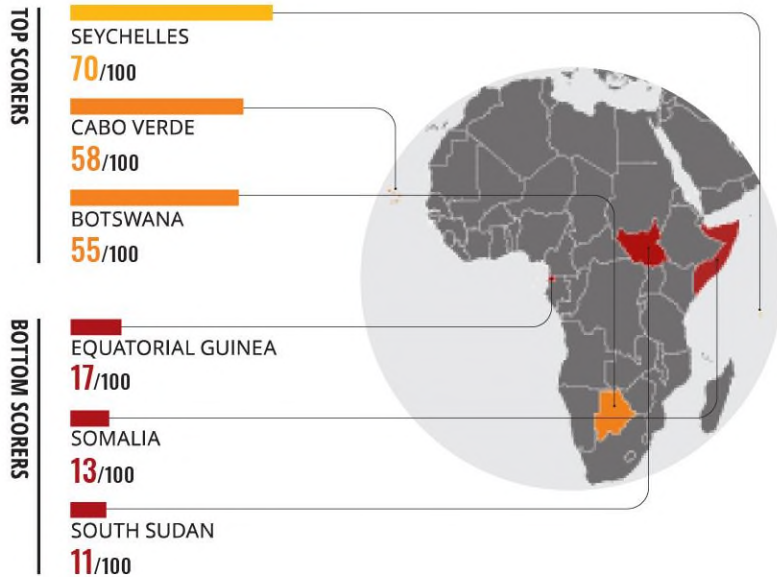 TOP SCORERS
SEYCHELLES
70/100
CABO VERDE
58/100
BOTSWANA
55/100
BOTTOM SCORERS
EQUATORIAL GUINEA
17/100
SOMALIA
13/100
SOUTH SUDAN
11/100